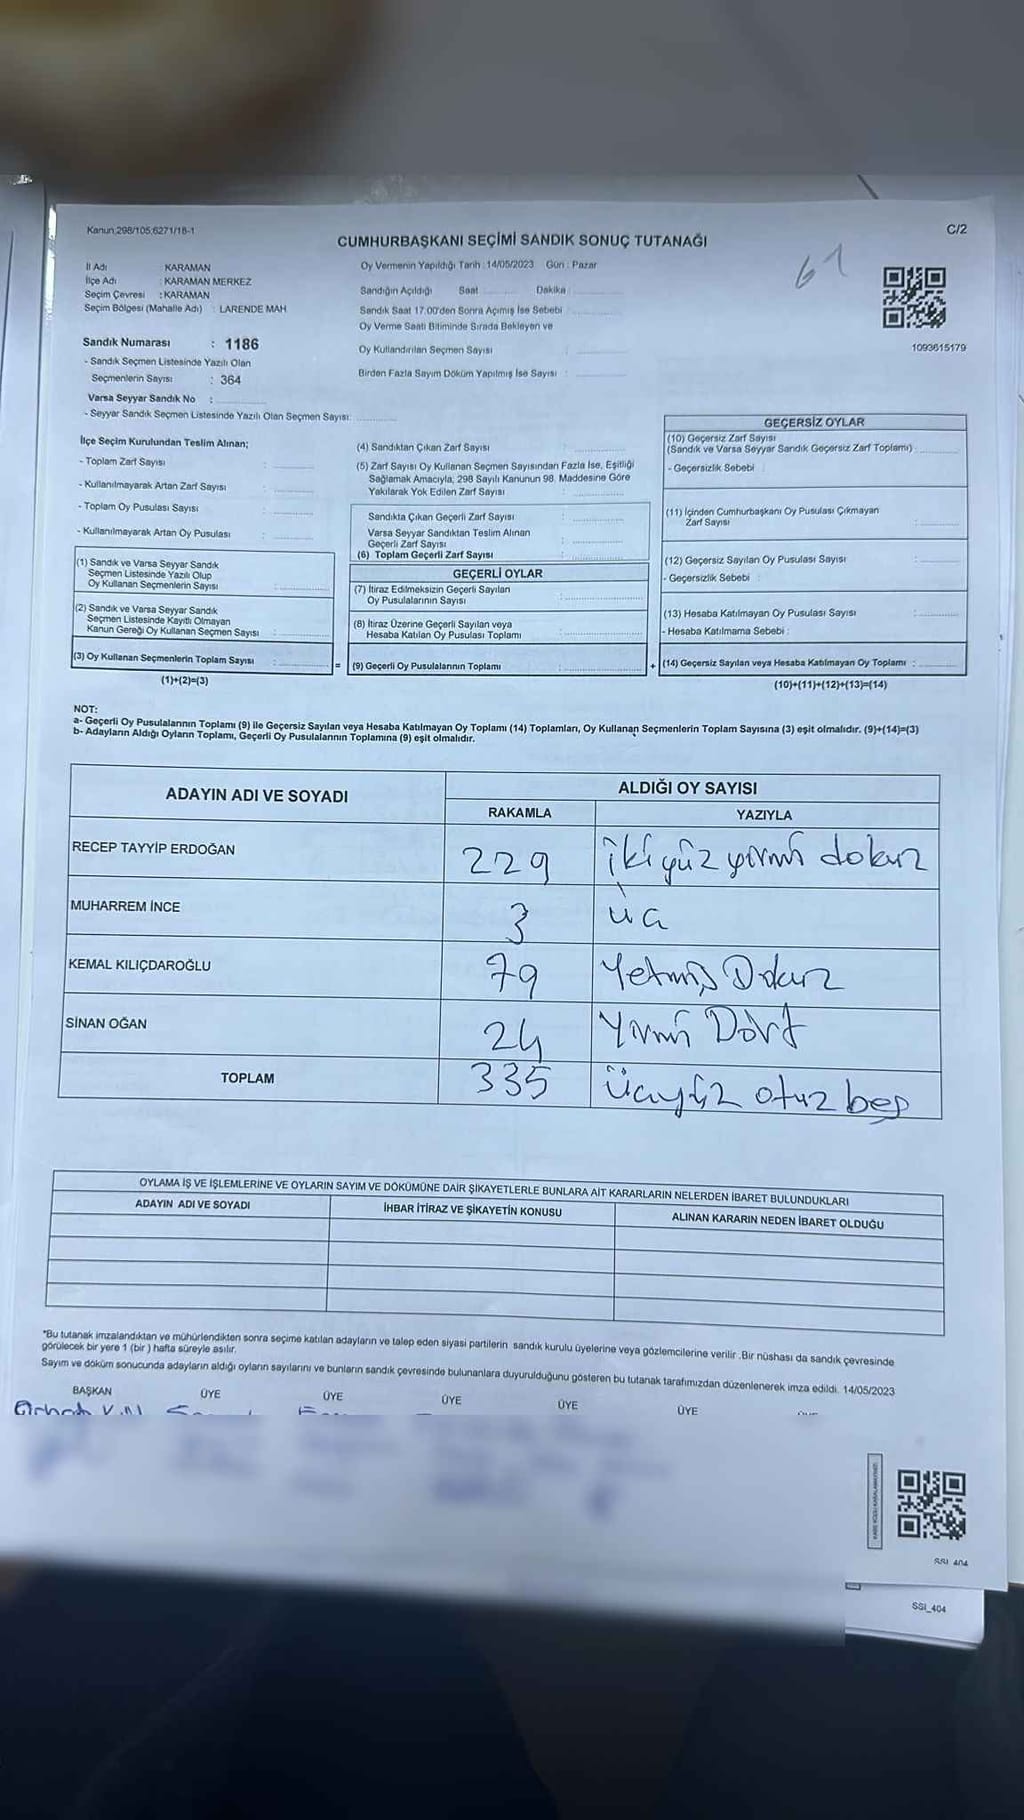 Kanun;298/105;6271/18-1
C/2
CUMHURBAŞKANI SEÇİMİ SANDIK SONUÇ TUTANAĞI
61
İl Adı KARAMAN
İlçe Adı : KARAMAN MERKEZ
Seçim Çevresi : KARAMAN
Seçim Bölgesi (Mahalle Adı) : LARENDE MAH
Oy Vermenin Yapıldığı Tarih : 14/05/2023 Gün : Pazar
Sandığın Açıldığı Saat Dakika
Sandık Saat 17.00'den Sonra Açımış İse Sebebi
Oy Verme Saati Bitiminde Sırada Bekleyen ve
Oy Kullandırılan Seçmen Sayısı :
Birden Fazla Sayım Döküm Yapılmış İse Sayısı :
1093615179
Sandık Numarası : 1186
- Sandık Seçmen Listesinde Yazılı Olan
Seçmenlerin Sayısı : 364
Varsa Seyyar Sandık No :
- Seyyar Sandık Seçmen Listesinde Yazılı Olan Seçmen Sayısı:
İlçe Seçim Kurulundan Teslim Alınan;
- Toplam Zarf Sayısı :
- Kullanılmayarak Artan Zarf Sayısı :
- Toplam Oy Pusulası Sayısı :
- Kullanılmayarak Artan Oy Pusulası :
(1) Sandık ve Varsa Seyyar Sandık
Seçmen Listesinde Yazılı Olup
Oy Kullanan Seçmenlerin Sayısı :
(2) Sandık ve Varsa Seyyar Sandık
Seçmen Listesinde Kayıtlı Olmayan
Kanun Gereği Oy Kullanan Seçmen Sayısı :
(3) Oy Kullanan Seçmenlerin Toplam Sayısı :
(1)+(2)=(3)
(4) Sandıktan Çıkan Zarf Sayısı :
(5) Zarf Sayısı Oy Kullanan Seçmen Sayısından Fazla İse, Eşitliği
Sağlamak Amacıyla, 298 Sayılı Kanunun 98. Maddesine Göre
Yakılarak Yok Edilen Zarf Sayısı :
Sandıkta Çıkan Geçerli Zarf Sayısı :
Varsa Seyyar Sandıktan Teslim Alınan
Geçerli Zarf Sayısı :
(6) Toplam Geçerli Zarf Sayısı :
GEÇERLİ OYLAR
(7) İtiraz Edilmeksizin Geçerli Sayılan
Oy Pusulalarının Sayısı :
(8) İtiraz Üzerine Geçerli Sayılan veya
Hesaba Katılan Oy Pusulası Toplamı :
= (9) Geçerli Oy Pusulalarının Toplamı :
GEÇERSİZ OYLAR
(10) Geçersiz Zarf Sayısı
(Sandık ve Varsa Seyyar Sandık Geçersiz Zarf Toplamı) :
- Geçersizlik Sebebi :
(11) İçinden Cumhurbaşkanı Oy Pusulası Çıkmayan
Zarf Sayısı :
(12) Geçersiz Sayılan Oy Pusulası Sayısı :
- Geçersizlik Sebebi :
(13) Hesaba Katılmayan Oy Pusulası Sayısı :
- Hesaba Katılmama Sebebi :
+ (14) Geçersiz Sayılan veya Hesaba Katılmayan Oy Toplamı :
(10)+(11)+(12)+(13)=(14)
NOT:
a- Geçerli Oy Pusulalarının Toplamı (9) ile Geçersiz Sayılan veya Hesaba Katılmayan Oy Toplamı (14) Toplamları, Oy Kullanan Seçmenlerin Toplam Sayısına (3) eşit olmalıdır. (9)+(14)=(3)
b- Adayların Aldığı Oyların Toplamı, Geçerli Oy Pusulalarının Toplamına (9) eşit olmalıdır.
ADAYIN ADI VE SOYADI
ALDIĞI OY SAYISI
RAKAMLA YAZIYLA
RECEP TAYYİP ERDOĞAN 229 ikiyüz yirmi dokuz
MUHARREM İNCE 3 üç
KEMAL KILIÇDAROĞLU 79 Yetmiş Dokuz
SİNAN OĞAN 24 Yirmi Dört
TOPLAM 335 üçyüz otuz beş
OYLAMA İŞ VE İŞLEMLERİNE VE OYLARIN SAYIM VE DÖKÜMÜNE DAİR ŞİKAYETLERLE BUNLARA AİT KARARLARIN NELERDEN İBARET BULUNDUKLARI
ADAYIN ADI VE SOYADI İHBAR İTİRAZ VE ŞİKAYETİN KONUSU ALINAN KARARIN NEDEN İBARET OLDUĞU
*Bu tutanak imzalandıktan ve mühürlendikten sonra seçime katılan adayların ve talep eden siyasi partilerin sandık kurulu üyelerine veya gözlemcilerine verilir .Bir nüshası da sandık çevresinde
görülecek bir yere 1 (bir ) hafta süreyle asılır.
Sayım ve döküm sonucunda adayların aldığı oyların sayılarını ve bunların sandık çevresinde bulunanlara duyurulduğunu gösteren bu tutanak tarafımızdan düzenlenerek imza edildi. 14/05/2023
BAŞKAN ÜYE ÜYE ÜYE ÜYE ÜYE
SSI_404
SSI_404